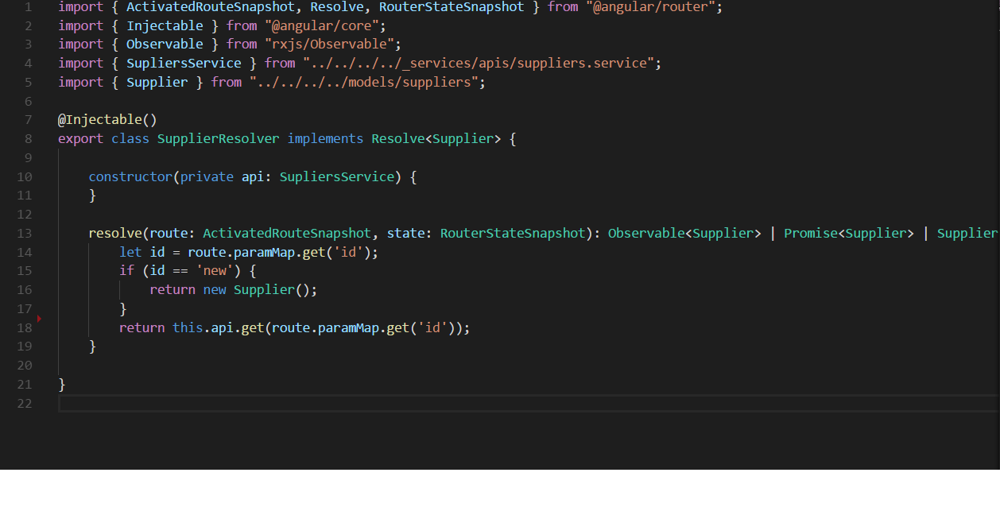 1 import { ActivatedRouteSnapshot, Resolve, RouterStateSnapshot } from "@angular/router";
2 import { Injectable } from "@angular/core";
3 import { Observable } from "rxjs/Observable";
4 import { SupliersService } from "../../../../_services/apis/suppliers.service";
5 import { Supplier } from "../../../../models/suppliers";
6
7 @Injectable()
8 export class SupplierResolver implements Resolve<Supplier> {
9
10     constructor(private api: SupliersService) {
11     }
12
13     resolve(route: ActivatedRouteSnapshot, state: RouterStateSnapshot): Observable<Supplier> | Promise<Supplier> | Supplier
14         let id = route.paramMap.get('id');
15         if (id == 'new') {
16             return new Supplier();
17         }
18         return this.api.get(route.paramMap.get('id'));
19     }
20
21 }
22